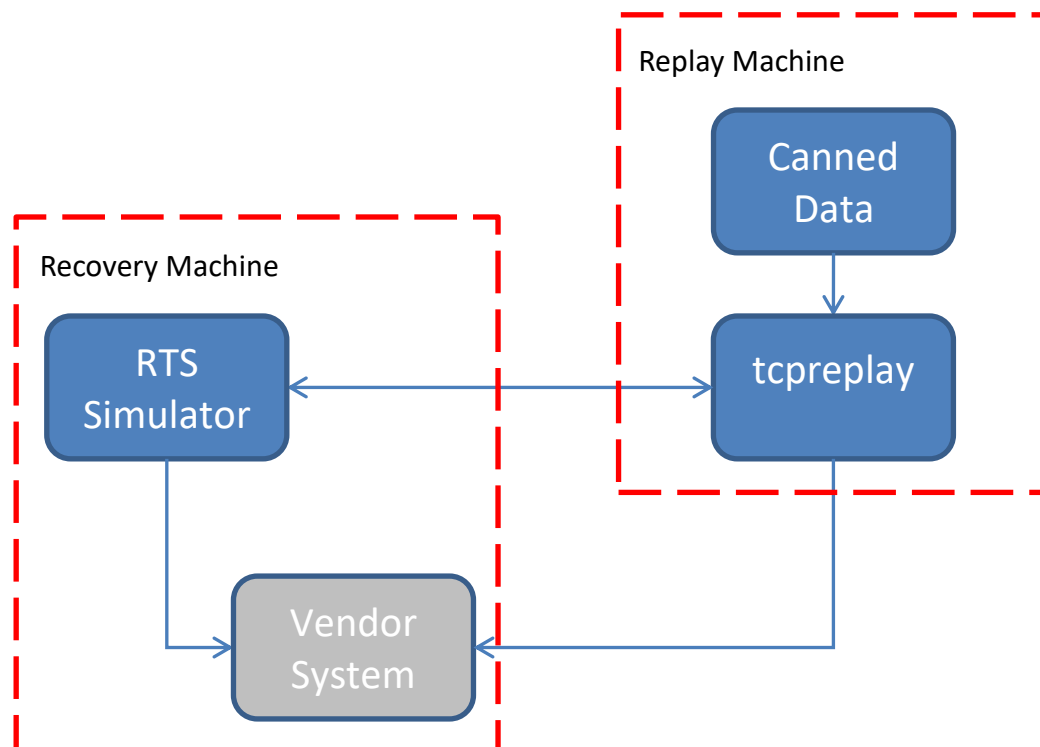 Replay Machine
Canned
Data
Recovery Machine
RTS
Simulator
tcpreplay
Vendor
System